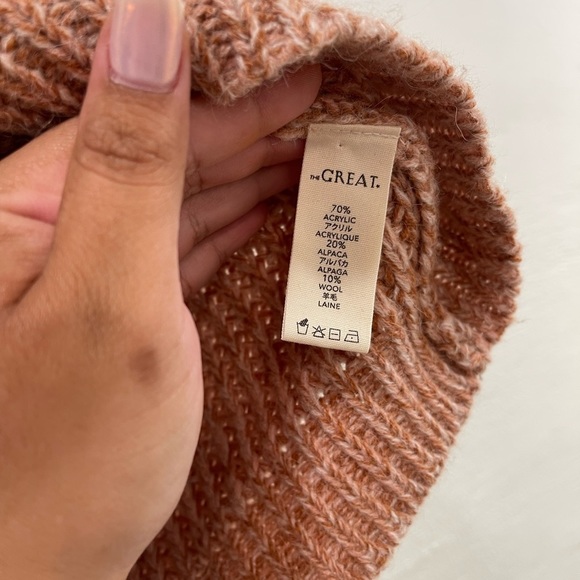 THE GREAT.
70%
ACRYLIC
アクリル
ACRYLIQUE
20%
ALPACA
アルパカ
ALPAGA
10%
WOOL
羊毛
LAINE